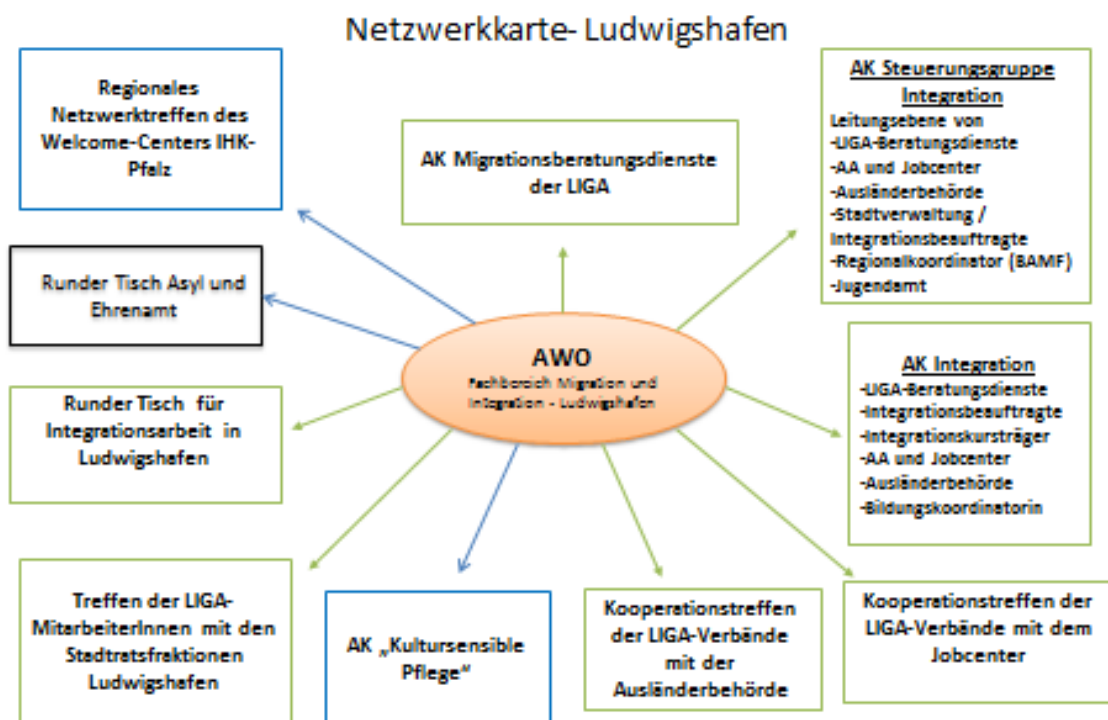 Netzwerkkarte- Ludwigshafen
Regionales
Netzwerktreffen des
Welcome-Centers IHK-
Pfalz
AK Migrationsberatungsdienste
der LIGA
AK Steuerungsgruppe
Integration
Leitungsebene von
-LIGA-Beratungsdienste
-AA und Jobcenter
-Ausländerbehörde
-Stadtverwaltung /
Integrationsbeauftragte
-Regionalkoordinator (BAMF)
-Jugendamt
Runder Tisch Asyl und
Ehrenamt
AWO
Fachbereich Migration und
Integration - Ludwigshafen
AK Integration
-LIGA-Beratungsdienste
-Integrationsbeauftragte
-Integrationskursträger
-AA und Jobcenter
-Ausländerbehörde
-Bildungskoordinatorin
Runder Tisch für
Integrationsarbeit in
Ludwigshafen
Treffen der LIGA-
MitarbeiterInnen mit den
Stadtratsfraktionen
Ludwigshafen
AK „Kultursensible
Pflege“
Kooperationstreffen
der LIGA-Verbände
mit der
Ausländerbehörde
Kooperationstreffen der
LIGA-Verbände mit dem
Jobcenter